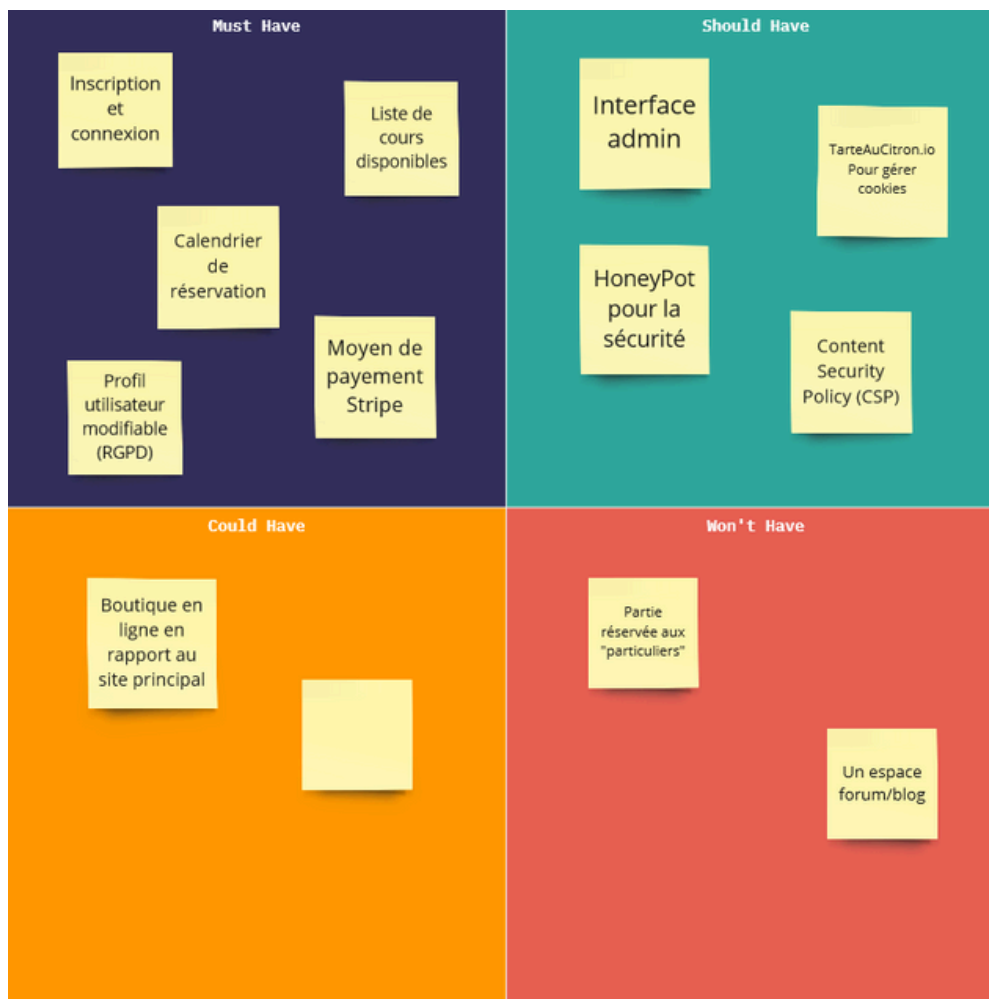 Must Have
Inscription
et
connexion
Liste de
cours
disponibles
Calendrier
de
réservation
Moyen de
payement
Stripe
Profil
utilisateur
modifiable
(RGPD)
Should Have
Interface
admin
TarteAuCitron.io
Pour gérer
cookies
HoneyPot
pour la
sécurité
Content
Security
Policy (CSP)
Could Have
Boutique en
ligne en
rapport au
site principal
Won't Have
Partie
réservée aux
"particuliers"
Un espace
forum/blog